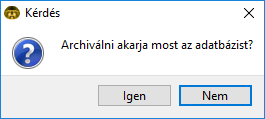 Kérdés
Archiválni akarja most az adatbázist?
Igen
Nem